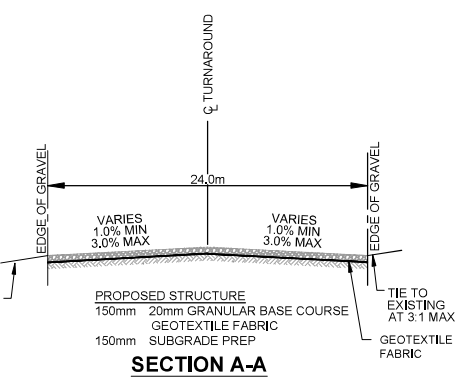 ℄ TURNAROUND
EDGE OF GRAVEL
24.0m
EDGE OF GRAVEL
VARIES
1.0% MIN
3.0% MAX
VARIES
1.0% MIN
3.0% MAX
TIE TO
EXISTING
AT 3:1 MAX
GEOTEXTILE
FABRIC
PROPOSED STRUCTURE
150mm 20mm GRANULAR BASE COURSE
GEOTEXTILE FABRIC
150mm SUBGRADE PREP
SECTION A-A